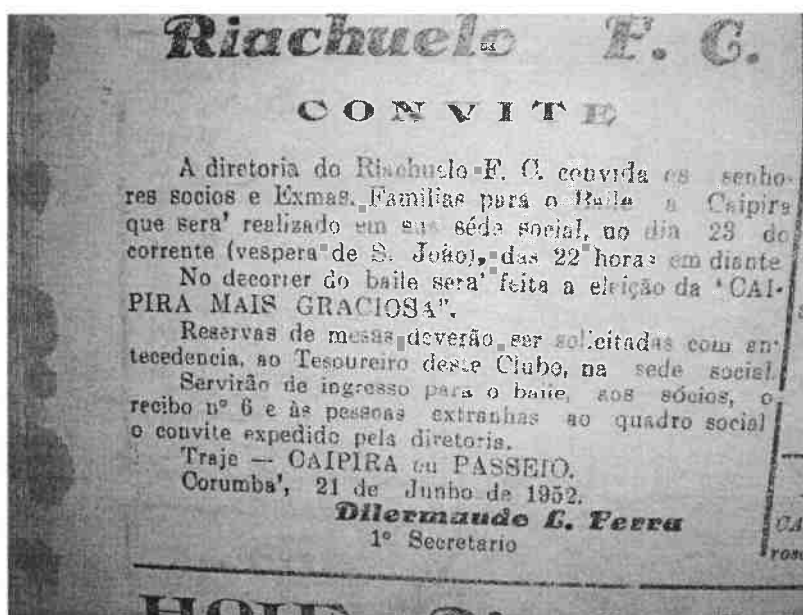 Riachuelo F. C.
CONVITE
A diretoria do Riachuelo F. C. convida os senho-
res socios e Exmas. Familias para o Baile a Caipira
que sera' realizado em sua séde social, no dia 23 do
corrente (vespera de S. João), das 22 horas em diante
No decorrer do baile sera' feita a eleição da "CAI-
PIRA MAIS GRACIOSA".
Reservas de mesas deverão ser solicitadas com an-
tecedencia, ao Tesoureiro deste Clube, na sede social.
Servirão de ingresso para o baile, aos sócios, o
recibo nº 6 e às pessoas extranhas ao quadro social
o convite expedido pela diretoria.
Traje — CAIPIRA ou PASSEIO.
Corumba', 21 de Junho de 1952.
Dilermando L. Ferra
1º Secretario
CA
rose